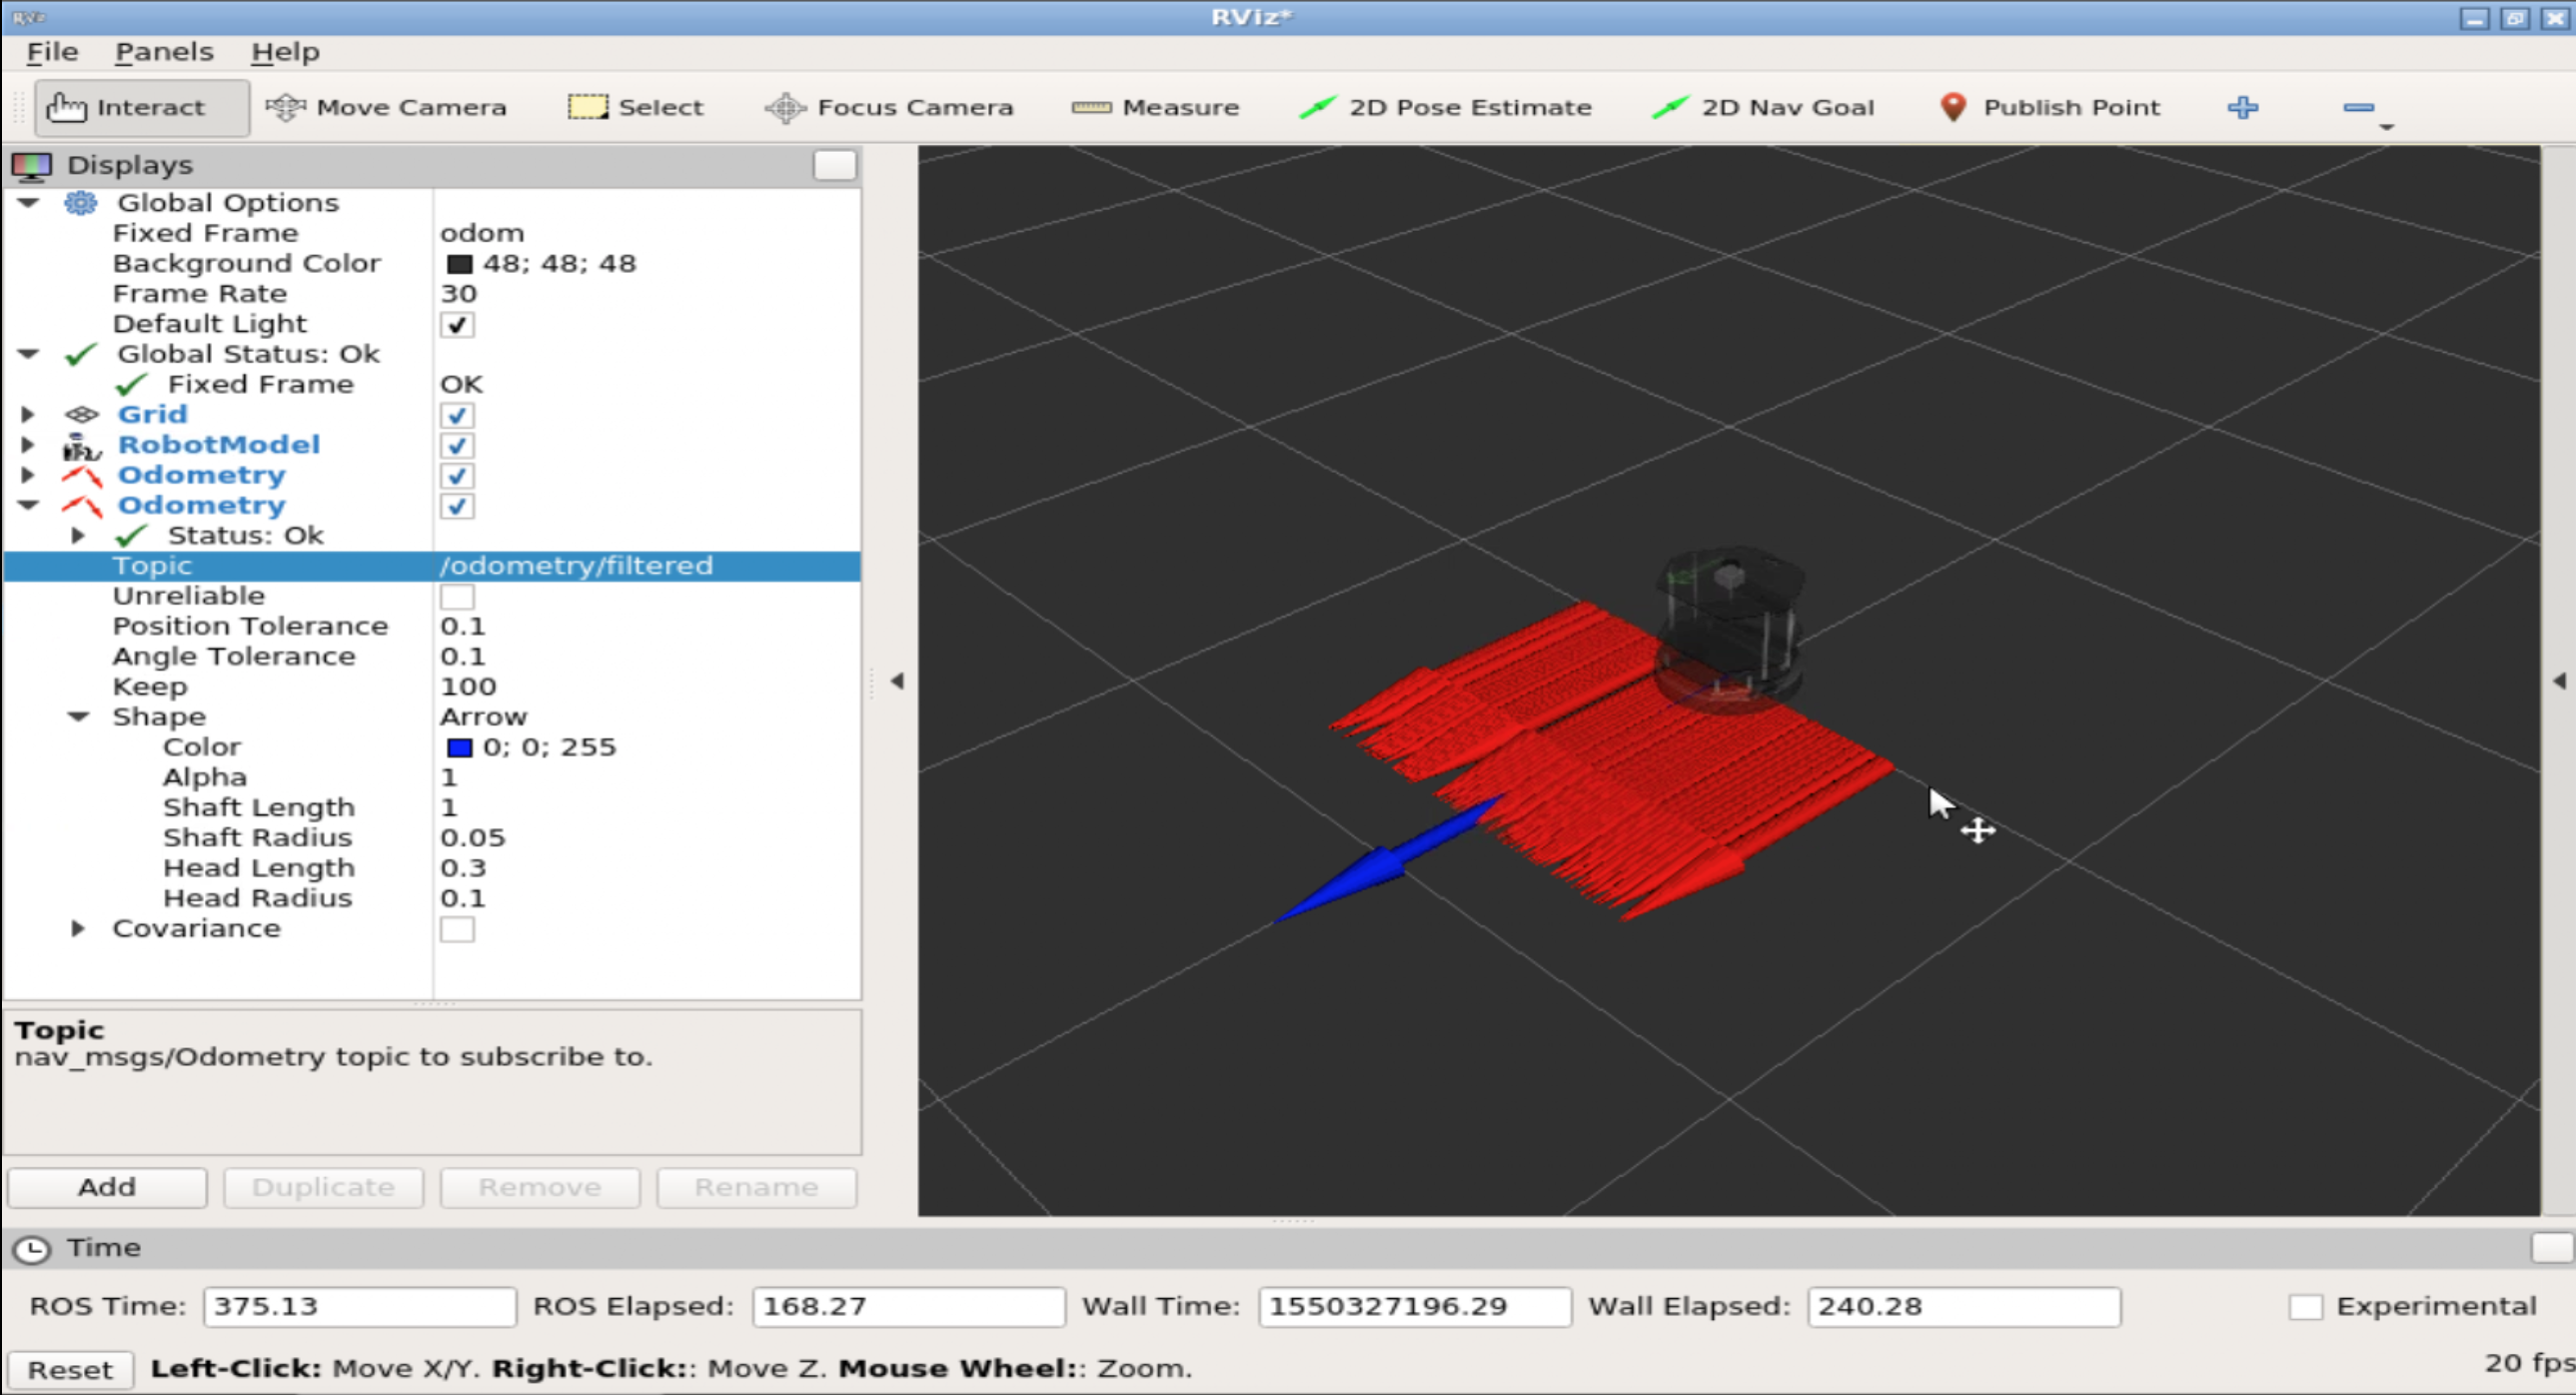 RViz*
File Panels Help
Interact Move Camera Select Focus Camera Measure 2D Pose Estimate 2D Nav Goal Publish Point
Displays
Global Options
Fixed Frame odom
Background Color 48; 48; 48
Frame Rate 30
Default Light
Global Status: Ok
Fixed Frame OK
Grid
RobotModel
Odometry
Odometry
Status: Ok
Topic /odometry/filtered
Unreliable
Position Tolerance 0.1
Angle Tolerance 0.1
Keep 100
Shape Arrow
Color 0; 0; 255
Alpha 1
Shaft Length 1
Shaft Radius 0.05
Head Length 0.3
Head Radius 0.1
Covariance
Topic
nav_msgs/Odometry topic to subscribe to.
Add Duplicate Remove Rename
Time
ROS Time: 375.13 ROS Elapsed: 168.27 Wall Time: 1550327196.29 Wall Elapsed: 240.28 Experimental
Reset Left-Click: Move X/Y. Right-Click:: Move Z. Mouse Wheel:: Zoom. 20 fps